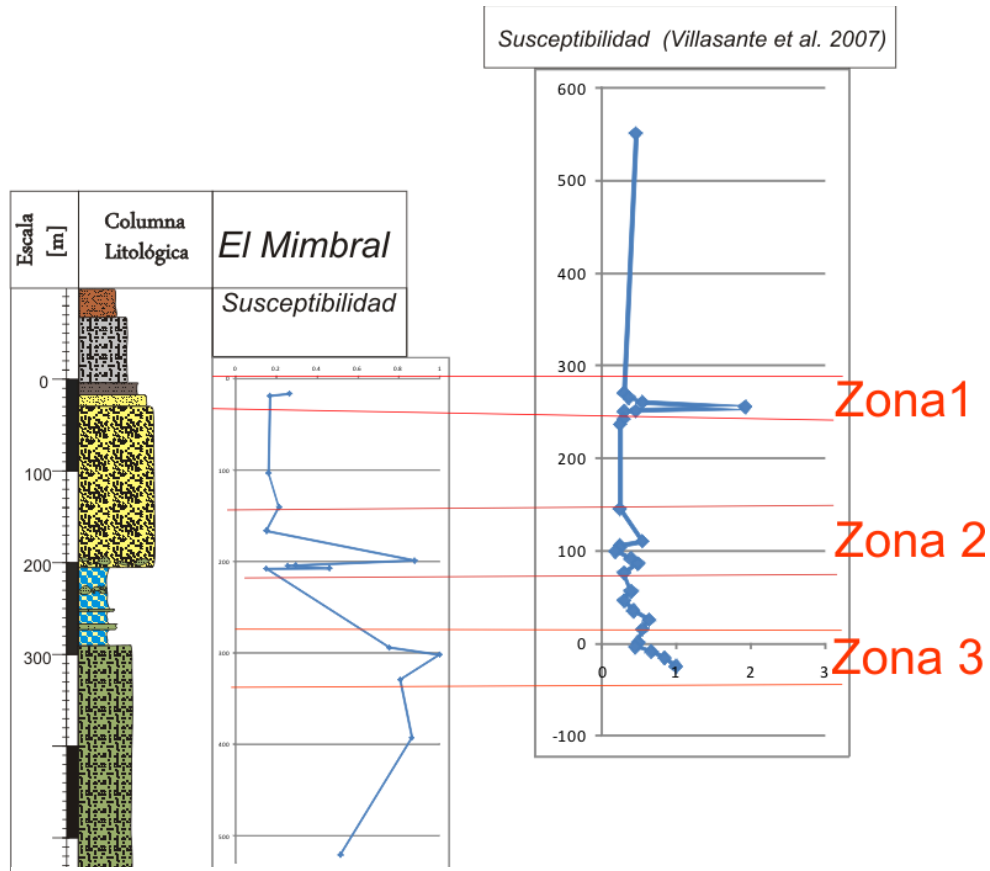 Susceptibilidad (Villasante et al. 2007)
Escala [m]
Columna
Litológica
El Mimbral
Susceptibilidad
0
100
200
300
0 0.2 0.4 0.6 0.8 1
0
100
200
300
400
500
600
500
400
300
200
100
0
-100
0 1 2 3
Zona1
Zona 2
Zona 3